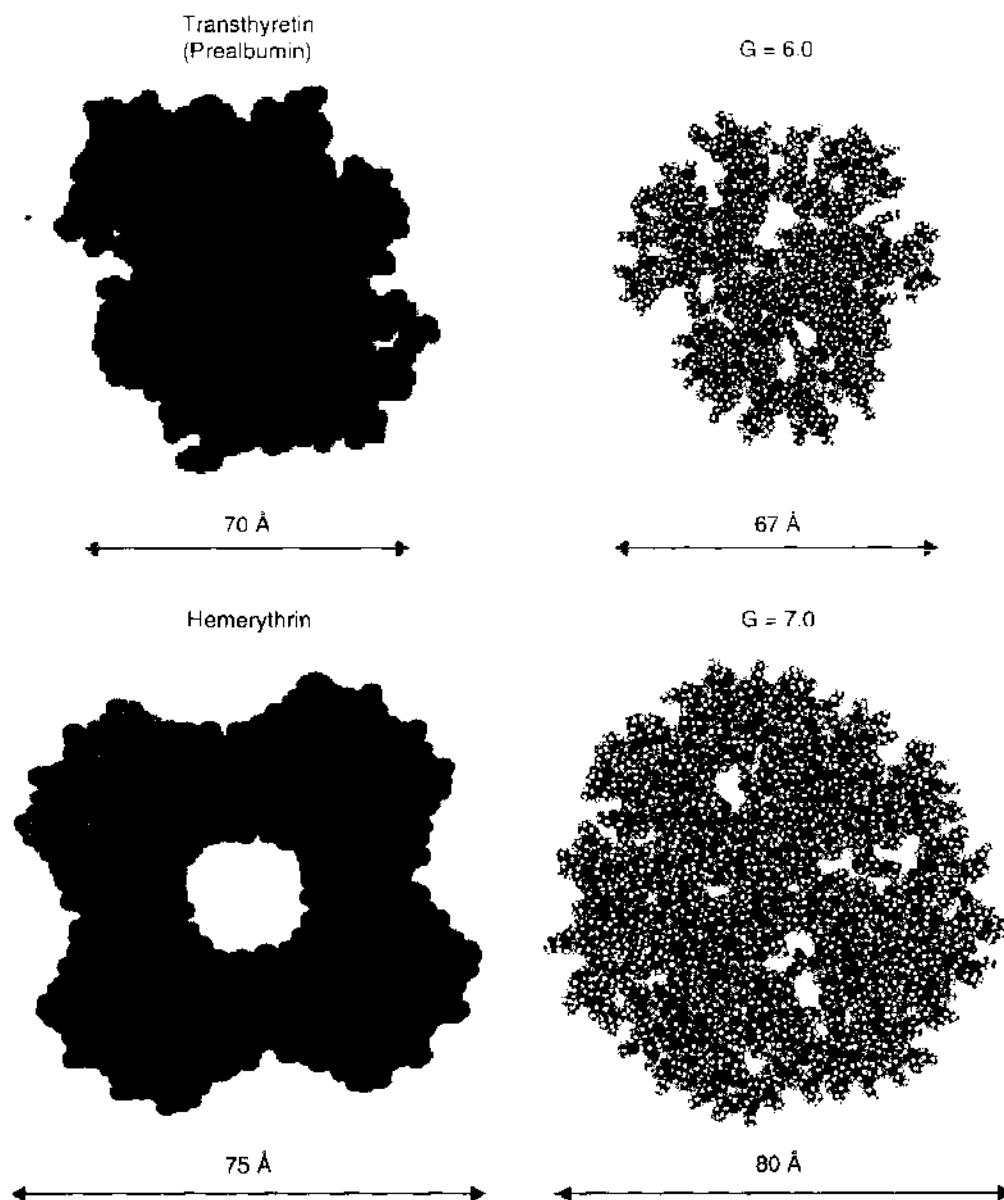 Transthyretin
(Prealbumin)
G = 6.0
70 Å
67 Å
Hemerythrin
G = 7.0
75 Å
80 Å